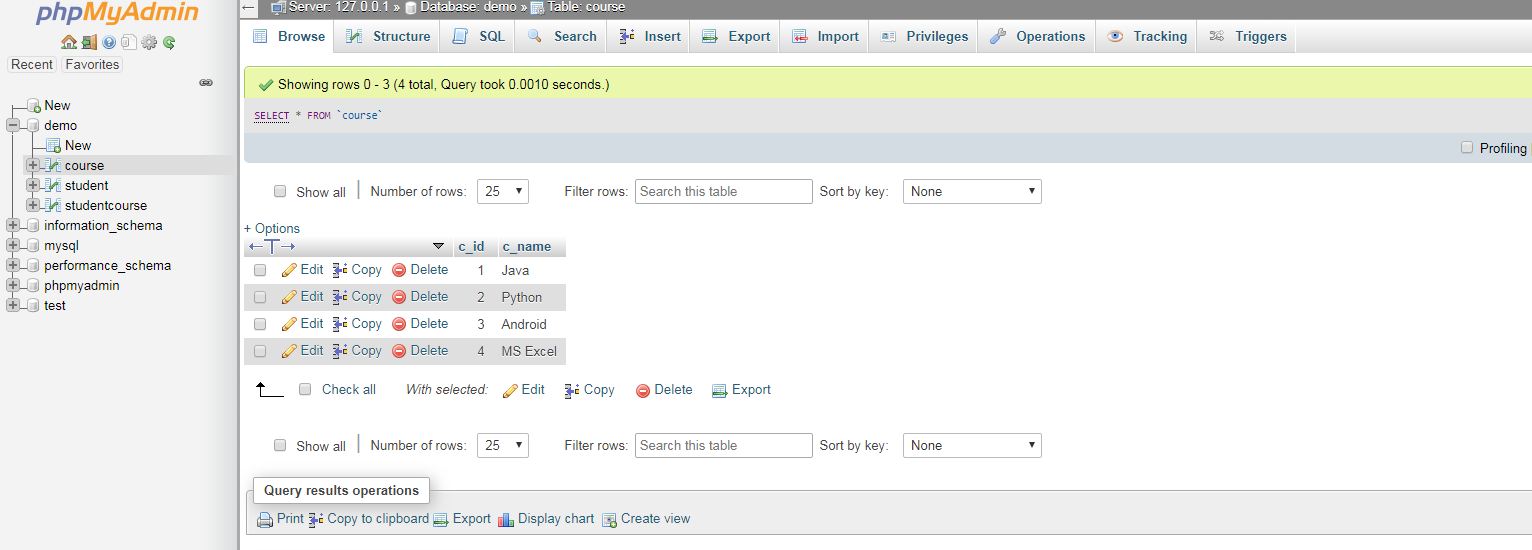 phpMyAdmin
Recent Favorites
New
demo
New
course
student
studentcourse
information_schema
mysql
performance_schema
phpmyadmin
test
Server: 127.0.0.1 » Database: demo » Table: course
Browse Structure SQL Search Insert Export Import Privileges Operations Tracking Triggers
Showing rows 0 - 3 (4 total, Query took 0.0010 seconds.)
SELECT * FROM `course`
Profiling
Show all Number of rows: 25 Filter rows: Search this table Sort by key: None
+ Options
c_id c_name
Edit Copy Delete 1 Java
Edit Copy Delete 2 Python
Edit Copy Delete 3 Android
Edit Copy Delete 4 MS Excel
Check all With selected: Edit Copy Delete Export
Show all Number of rows: 25 Filter rows: Search this table Sort by key: None
Query results operations
Print Copy to clipboard Export Display chart Create view